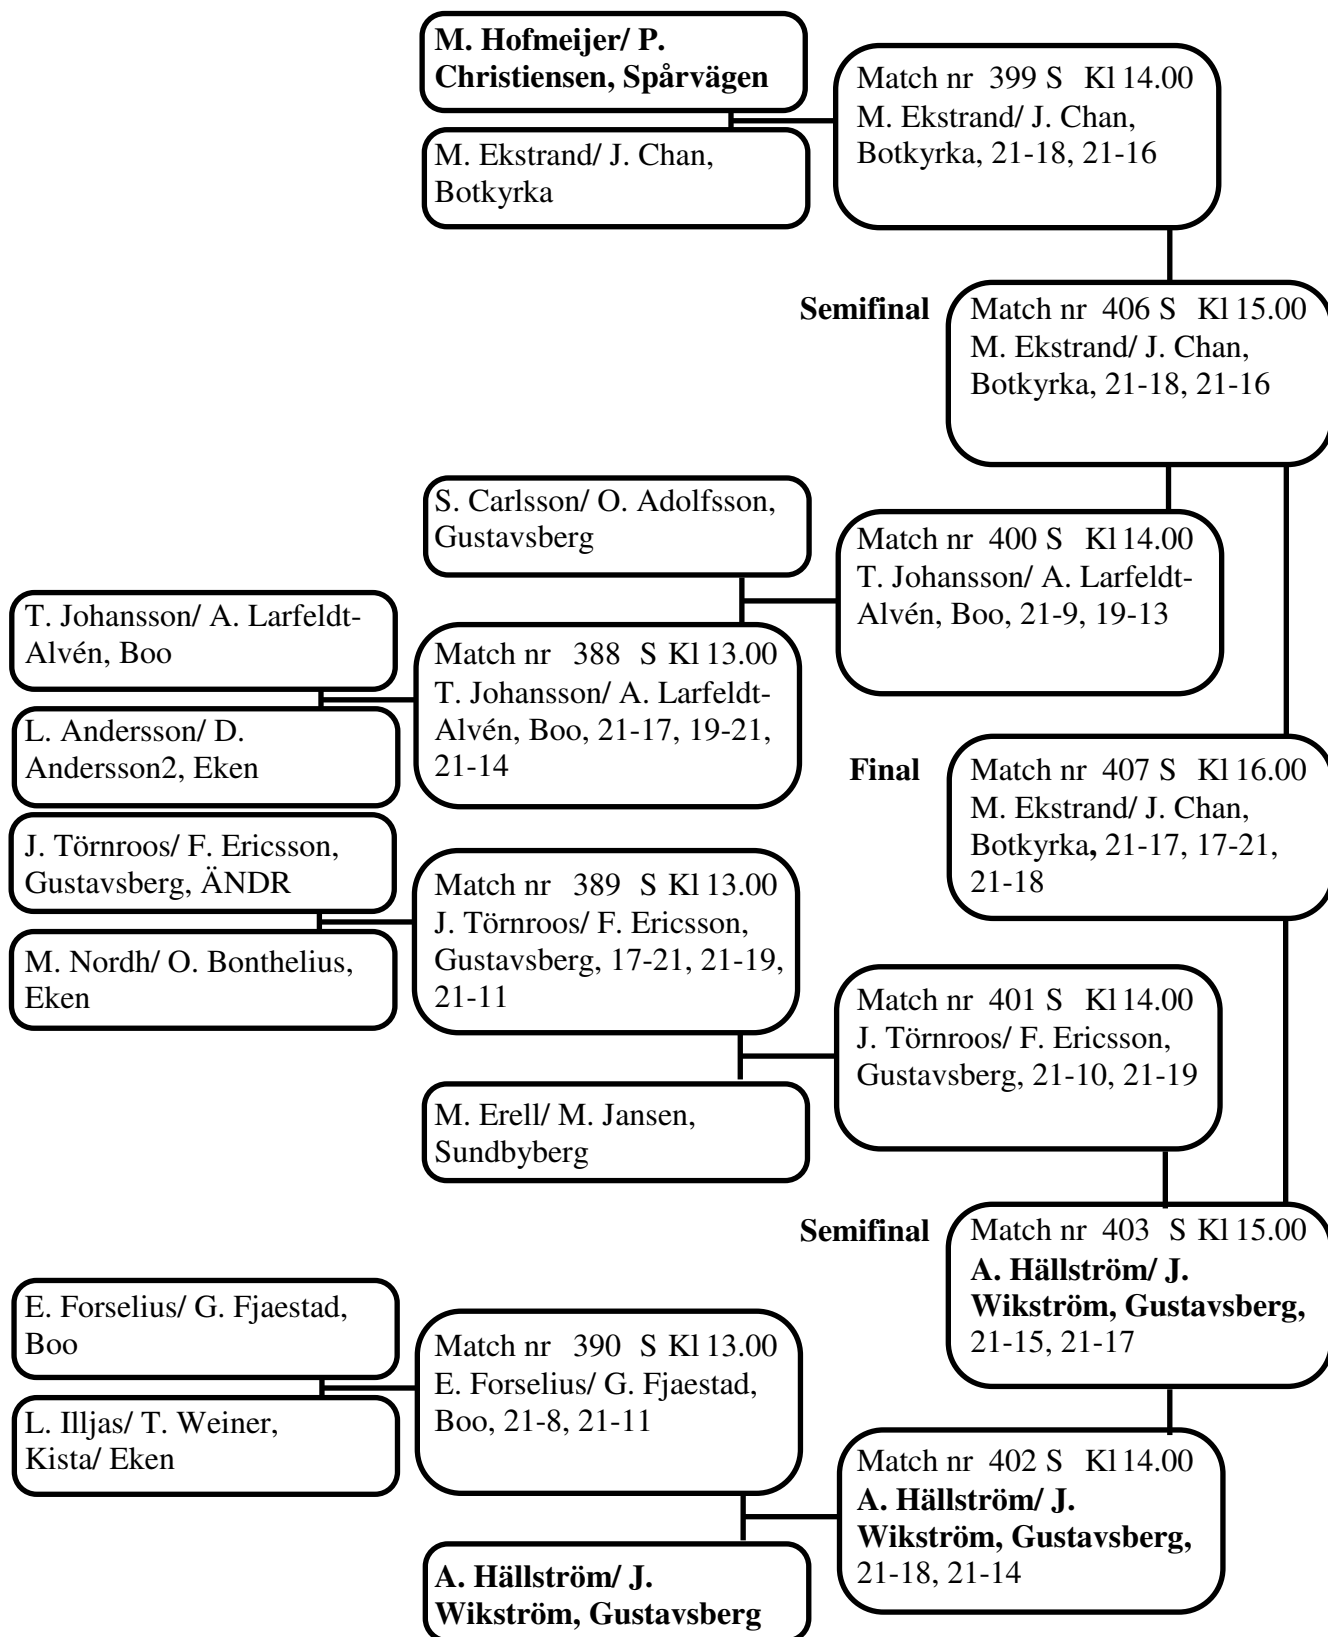 M. Hofmeijer/ P.
Christiensen, Spårvägen
M. Ekstrand/ J. Chan,
Botkyrka
Match nr 399 S Kl 14.00
M. Ekstrand/ J. Chan,
Botkyrka, 21-18, 21-16
Semifinal
Match nr 406 S Kl 15.00
M. Ekstrand/ J. Chan,
Botkyrka, 21-18, 21-16
S. Carlsson/ O. Adolfsson,
Gustavsberg
Match nr 400 S Kl 14.00
T. Johansson/ A. Larfeldt-
Alvén, Boo, 21-9, 19-13
T. Johansson/ A. Larfeldt-
Alvén, Boo
L. Andersson/ D.
Andersson2, Eken
Match nr 388 S Kl 13.00
T. Johansson/ A. Larfeldt-
Alvén, Boo, 21-17, 19-21,
21-14
Final
Match nr 407 S Kl 16.00
M. Ekstrand/ J. Chan,
Botkyrka, 21-17, 17-21,
21-18
J. Törnroos/ F. Ericsson,
Gustavsberg, ÄNDR
M. Nordh/ O. Bonthelius,
Eken
Match nr 389 S Kl 13.00
J. Törnroos/ F. Ericsson,
Gustavsberg, 17-21, 21-19,
21-11
Match nr 401 S Kl 14.00
J. Törnroos/ F. Ericsson,
Gustavsberg, 21-10, 21-19
M. Erell/ M. Jansen,
Sundbyberg
Semifinal
Match nr 403 S Kl 15.00
A. Hällström/ J.
Wikström, Gustavsberg,
21-15, 21-17
E. Forselius/ G. Fjaestad,
Boo
L. Illjas/ T. Weiner,
Kista/ Eken
Match nr 390 S Kl 13.00
E. Forselius/ G. Fjaestad,
Boo, 21-8, 21-11
Match nr 402 S Kl 14.00
A. Hällström/ J.
Wikström, Gustavsberg,
21-18, 21-14
A. Hällström/ J.
Wikström, Gustavsberg